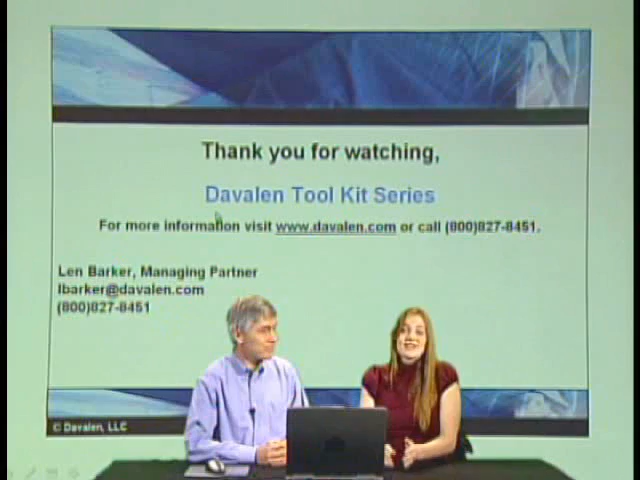 Thank you for watching,
Davalen Tool Kit Series
For more information visit www.davalen.com or call (800)827-8451.
Len Barker, Managing Partner
lbarker@davalen.com
(800)827-8451
© Davalen, LLC